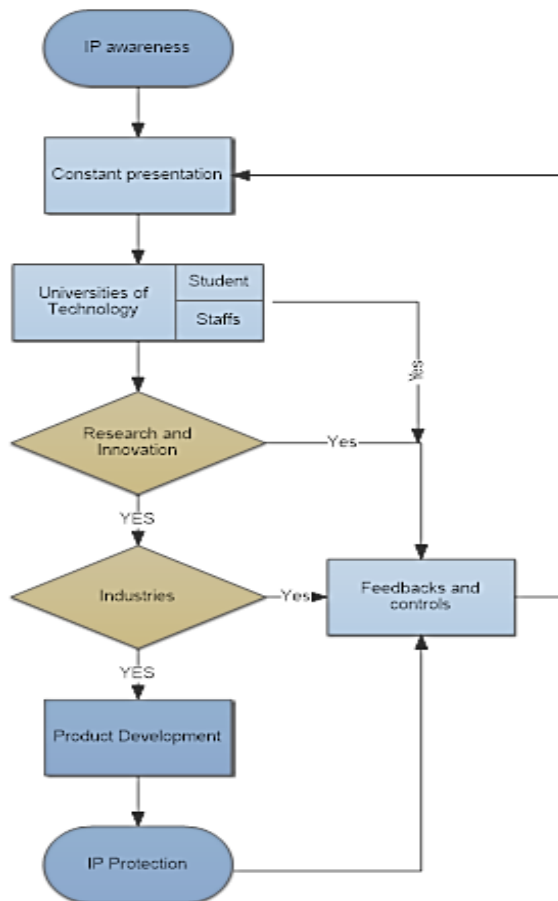 IP awareness
Constant presentation
Universities of
Technology
Student
Staffs
Yes
Research and
Innovation
Yes
YES
Industries
Yes
Feedbacks and
controls
YES
Product Development
IP Protection